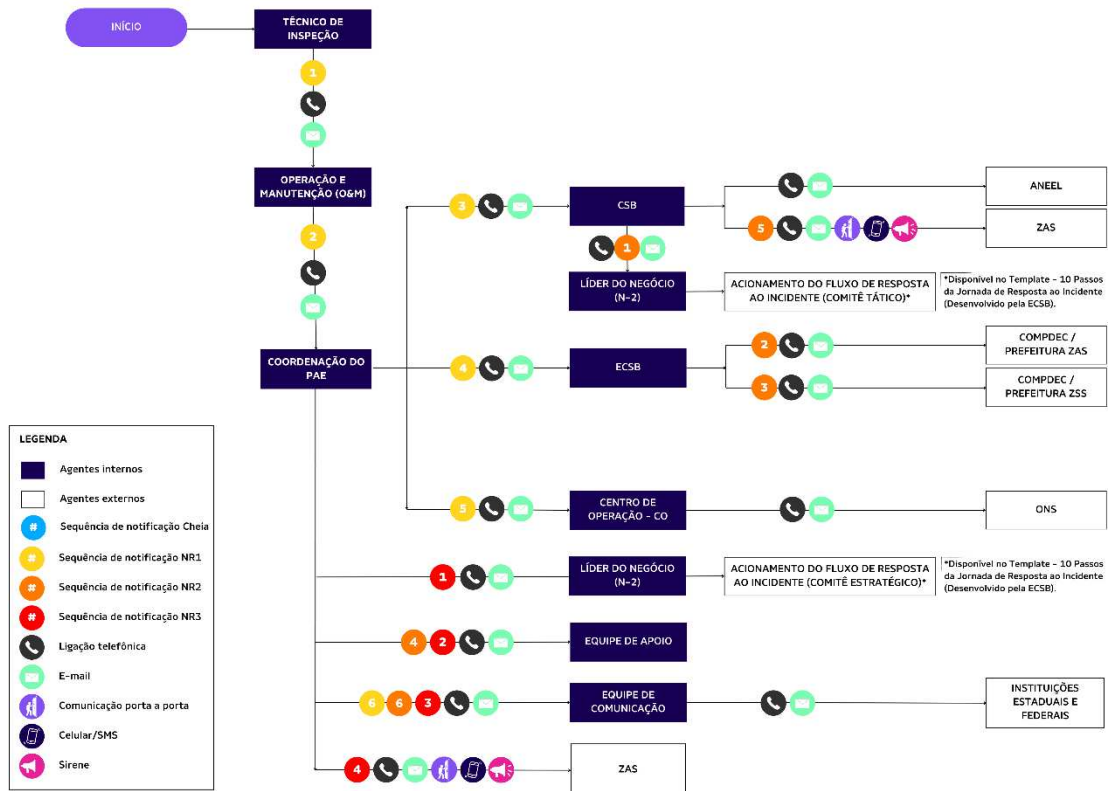 INÍCIO
TÉCNICO DE
INSPEÇÃO
1
OPERAÇÃO E
MANUTENÇÃO (O&M)
2
COORDENAÇÃO DO
PAE
3
CSB
ANEEL
5
ZAS
1
LÍDER DO NEGÓCIO
(N-2)
ACIONAMENTO DO FLUXO DE RESPOSTA
AO INCIDENTE (COMITÊ TÁTICO)*
*Disponível no Template - 10 Passos
da Jornada de Resposta ao Incidente
(Desenvolvido pela ECSB).
4
ECSB
2
COMPDEC /
PREFEITURA ZAS
3
COMPDEC /
PREFEITURA ZSS
5
CENTRO DE
OPERAÇÃO - CO
ONS
1
LÍDER DO NEGÓCIO
(N-2)
ACIONAMENTO DO FLUXO DE RESPOSTA
AO INCIDENTE (COMITÊ ESTRATÉGICO)*
*Disponível no Template - 10 Passos
da Jornada de Resposta ao Incidente
(Desenvolvido pela ECSB).
4 2
EQUIPE DE APOIO
6 6 3
EQUIPE DE
COMUNICAÇÃO
INSTITUIÇÕES
ESTADUAIS E
FEDERAIS
4
ZAS
LEGENDA
Agentes internos
Agentes externos
# Sequência de notificação Cheia
# Sequência de notificação NR1
# Sequência de notificação NR2
# Sequência de notificação NR3
Ligação telefônica
E-mail
Comunicação porta a porta
Celular/SMS
Sirene